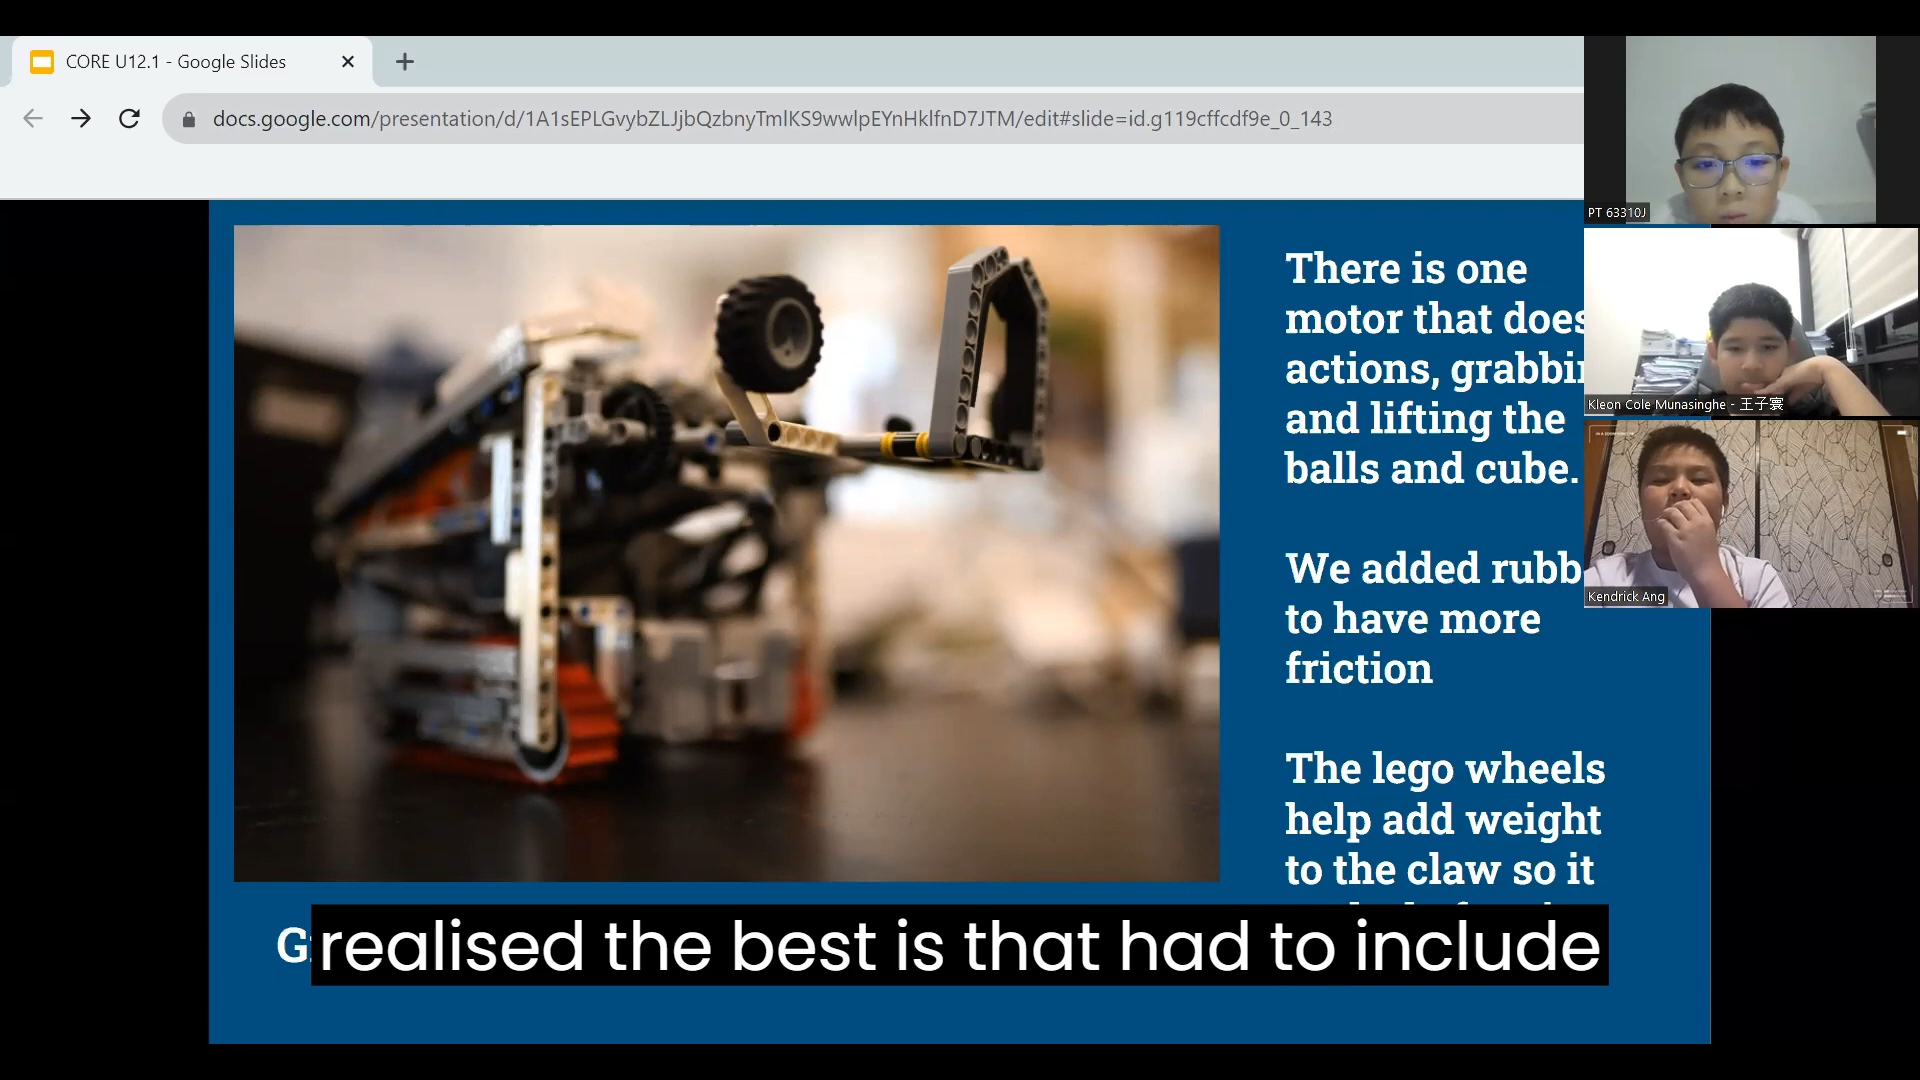 CORE U12.1 - Google Slides
docs.google.com/presentation/d/1A1sEPLGvybZLJjbQzbnyTmlKS9wwlpEYnHklfnD7JTM/edit#slide=id.g119cffcdf9e_0_143
There is one
motor that does
actions, grabbin
and lifting the
balls and cube.
We added rubb
to have more
friction
The lego wheels
help add weight
to the claw so it
G
realised the best is that had to include
PT 63310J
Kleon Cole Munasinghe - 王子寰
Kendrick Ang